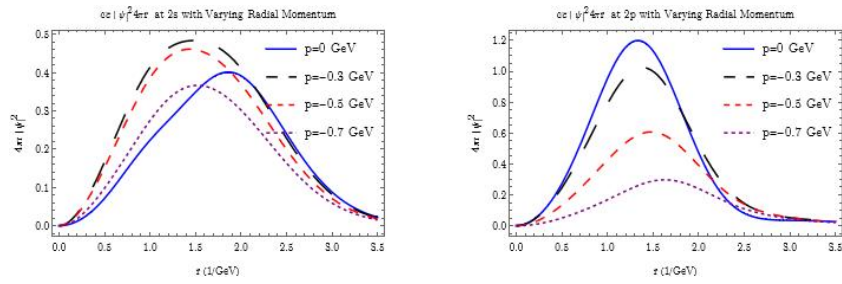 cc |ψ|²4πr at 2s with Varying Radial Momentum
4πr |ψ|²
0.5
0.4
0.3
0.2
0.1
0.0
p=0 GeV
p=−0.3 GeV
p=−0.5 GeV
p=−0.7 GeV
0.0 0.5 1.0 1.5 2.0 2.5 3.0 3.5
r (1/GeV)
cc |ψ|²4πr at 2p with Varying Radial Momentum
4πr |ψ|²
1.2
1.0
0.8
0.6
0.4
0.2
0.0
p=0 GeV
p=−0.3 GeV
p=−0.5 GeV
p=−0.7 GeV
0.0 0.5 1.0 1.5 2.0 2.5 3.0 3.5
r (1/GeV)